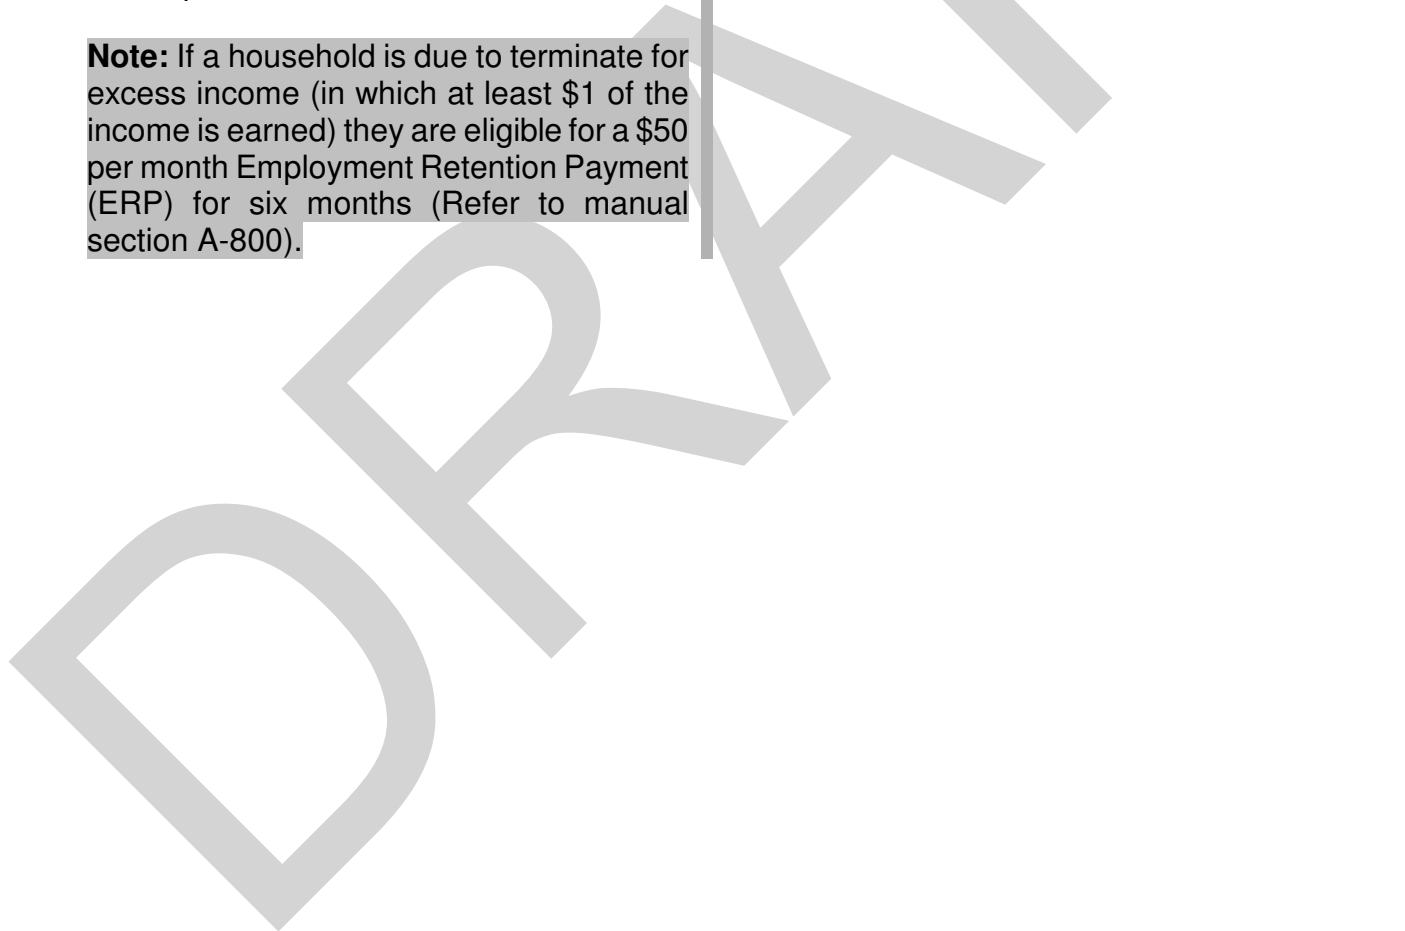 Note: If a household is due to terminate for
excess income (in which at least $1 of the
income is earned) they are eligible for a $50
per month Employment Retention Payment
(ERP) for six months (Refer to manual
section A-800).
DRA